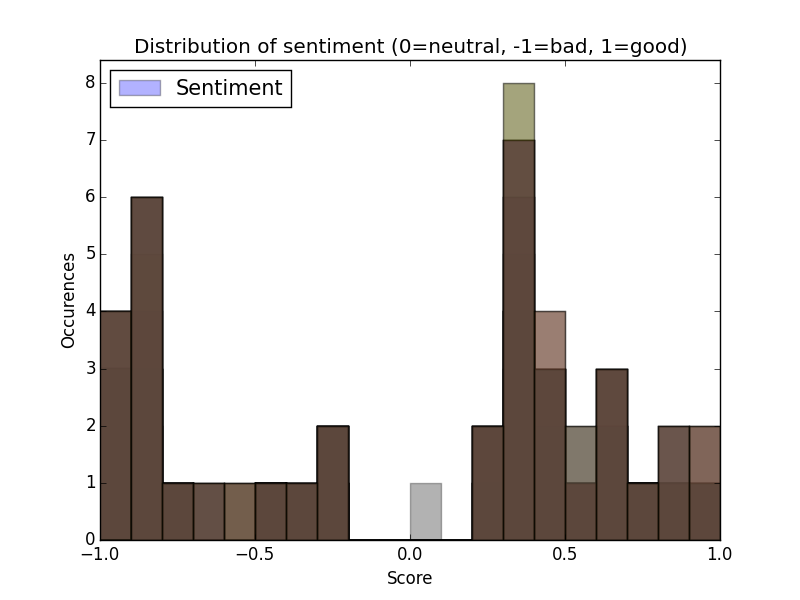 Distribution of sentiment (0=neutral, -1=bad, 1=good)
Sentiment
8
7
6
5
4
3
2
1
0
Occurences
−1.0 −0.5 0.0 0.5 1.0
Score